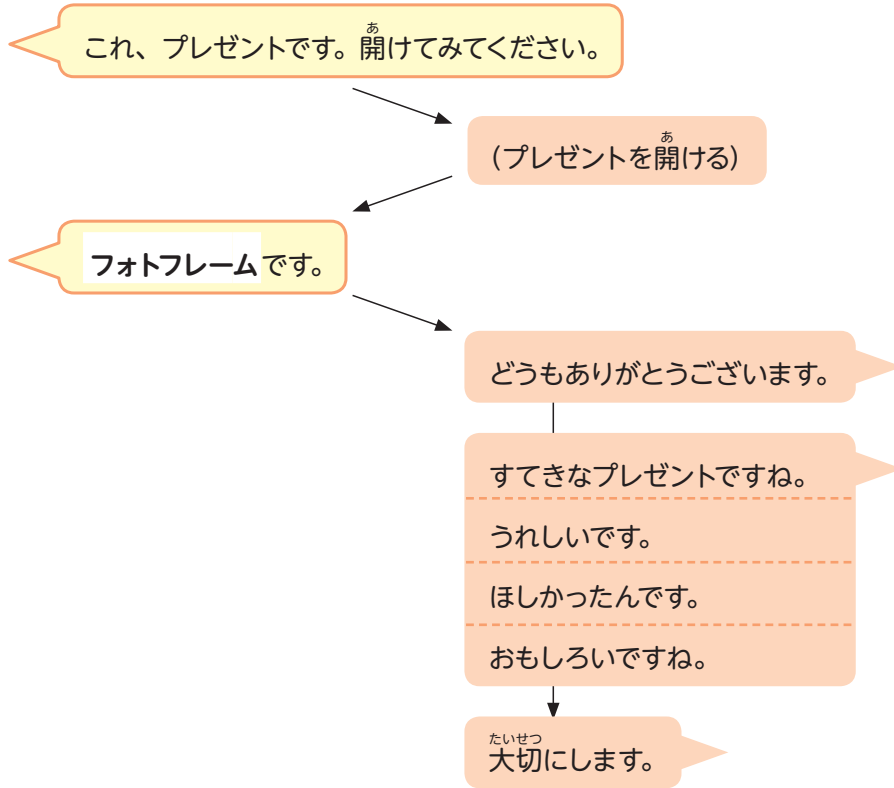 これ、プレゼントです。開けてみてください。
あ
(プレゼントを開ける)
あ
フォトフレームです。
どうもありがとうございます。
すてきなプレゼントですね。
うれしいです。
ほしかったんです。
おもしろいですね。
たいせつ
大切にします。